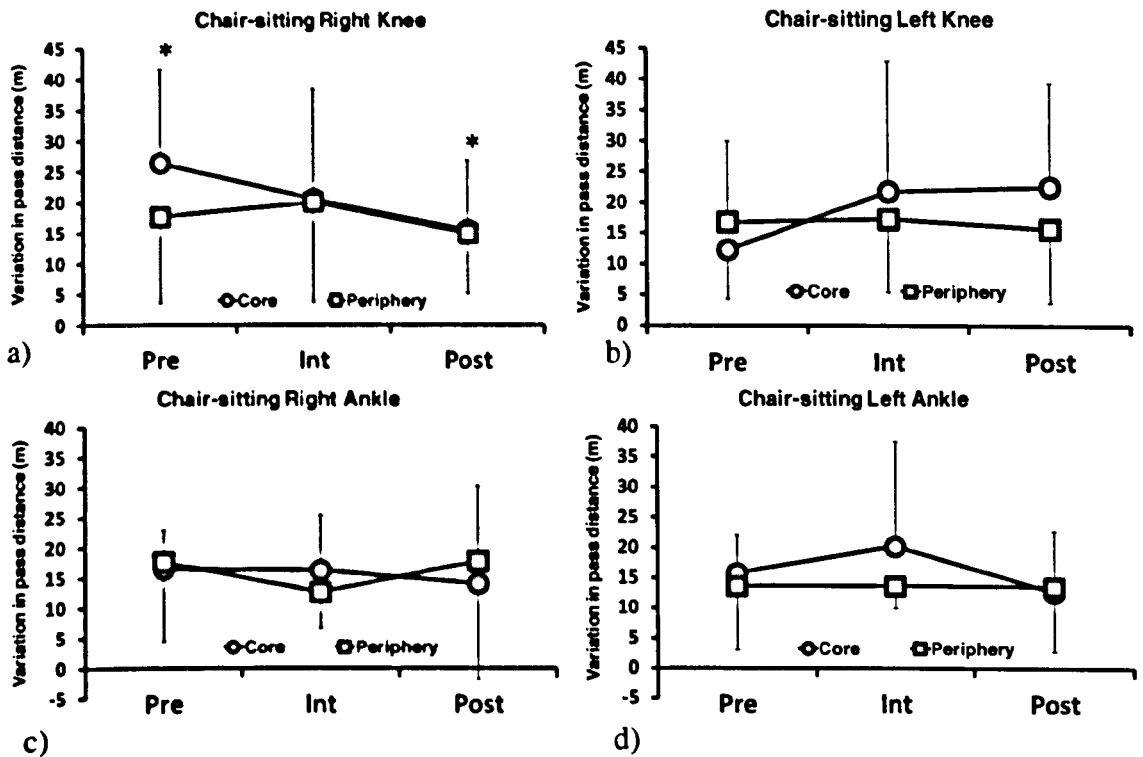 Chair-sitting Right Knee
Variation in pass distance (m)
45
40
35
30
25
20
15
10
5
0
*
*
Core
Periphery
Pre
Int
Post
a)
Chair-sitting Left Knee
Variation in pass distance (m)
45
40
35
30
25
20
15
10
5
0
Core
Periphery
Pre
Int
Post
b)
Chair-sitting Right Ankle
Variation in pass distance (m)
40
35
30
25
20
15
10
5
0
-5
Core
Periphery
Pre
Int
Post
c)
Chair-sitting Left Ankle
Variation in pass distance (m)
40
35
30
25
20
15
10
5
0
-5
Core
Periphery
Pre
Int
Post
d)